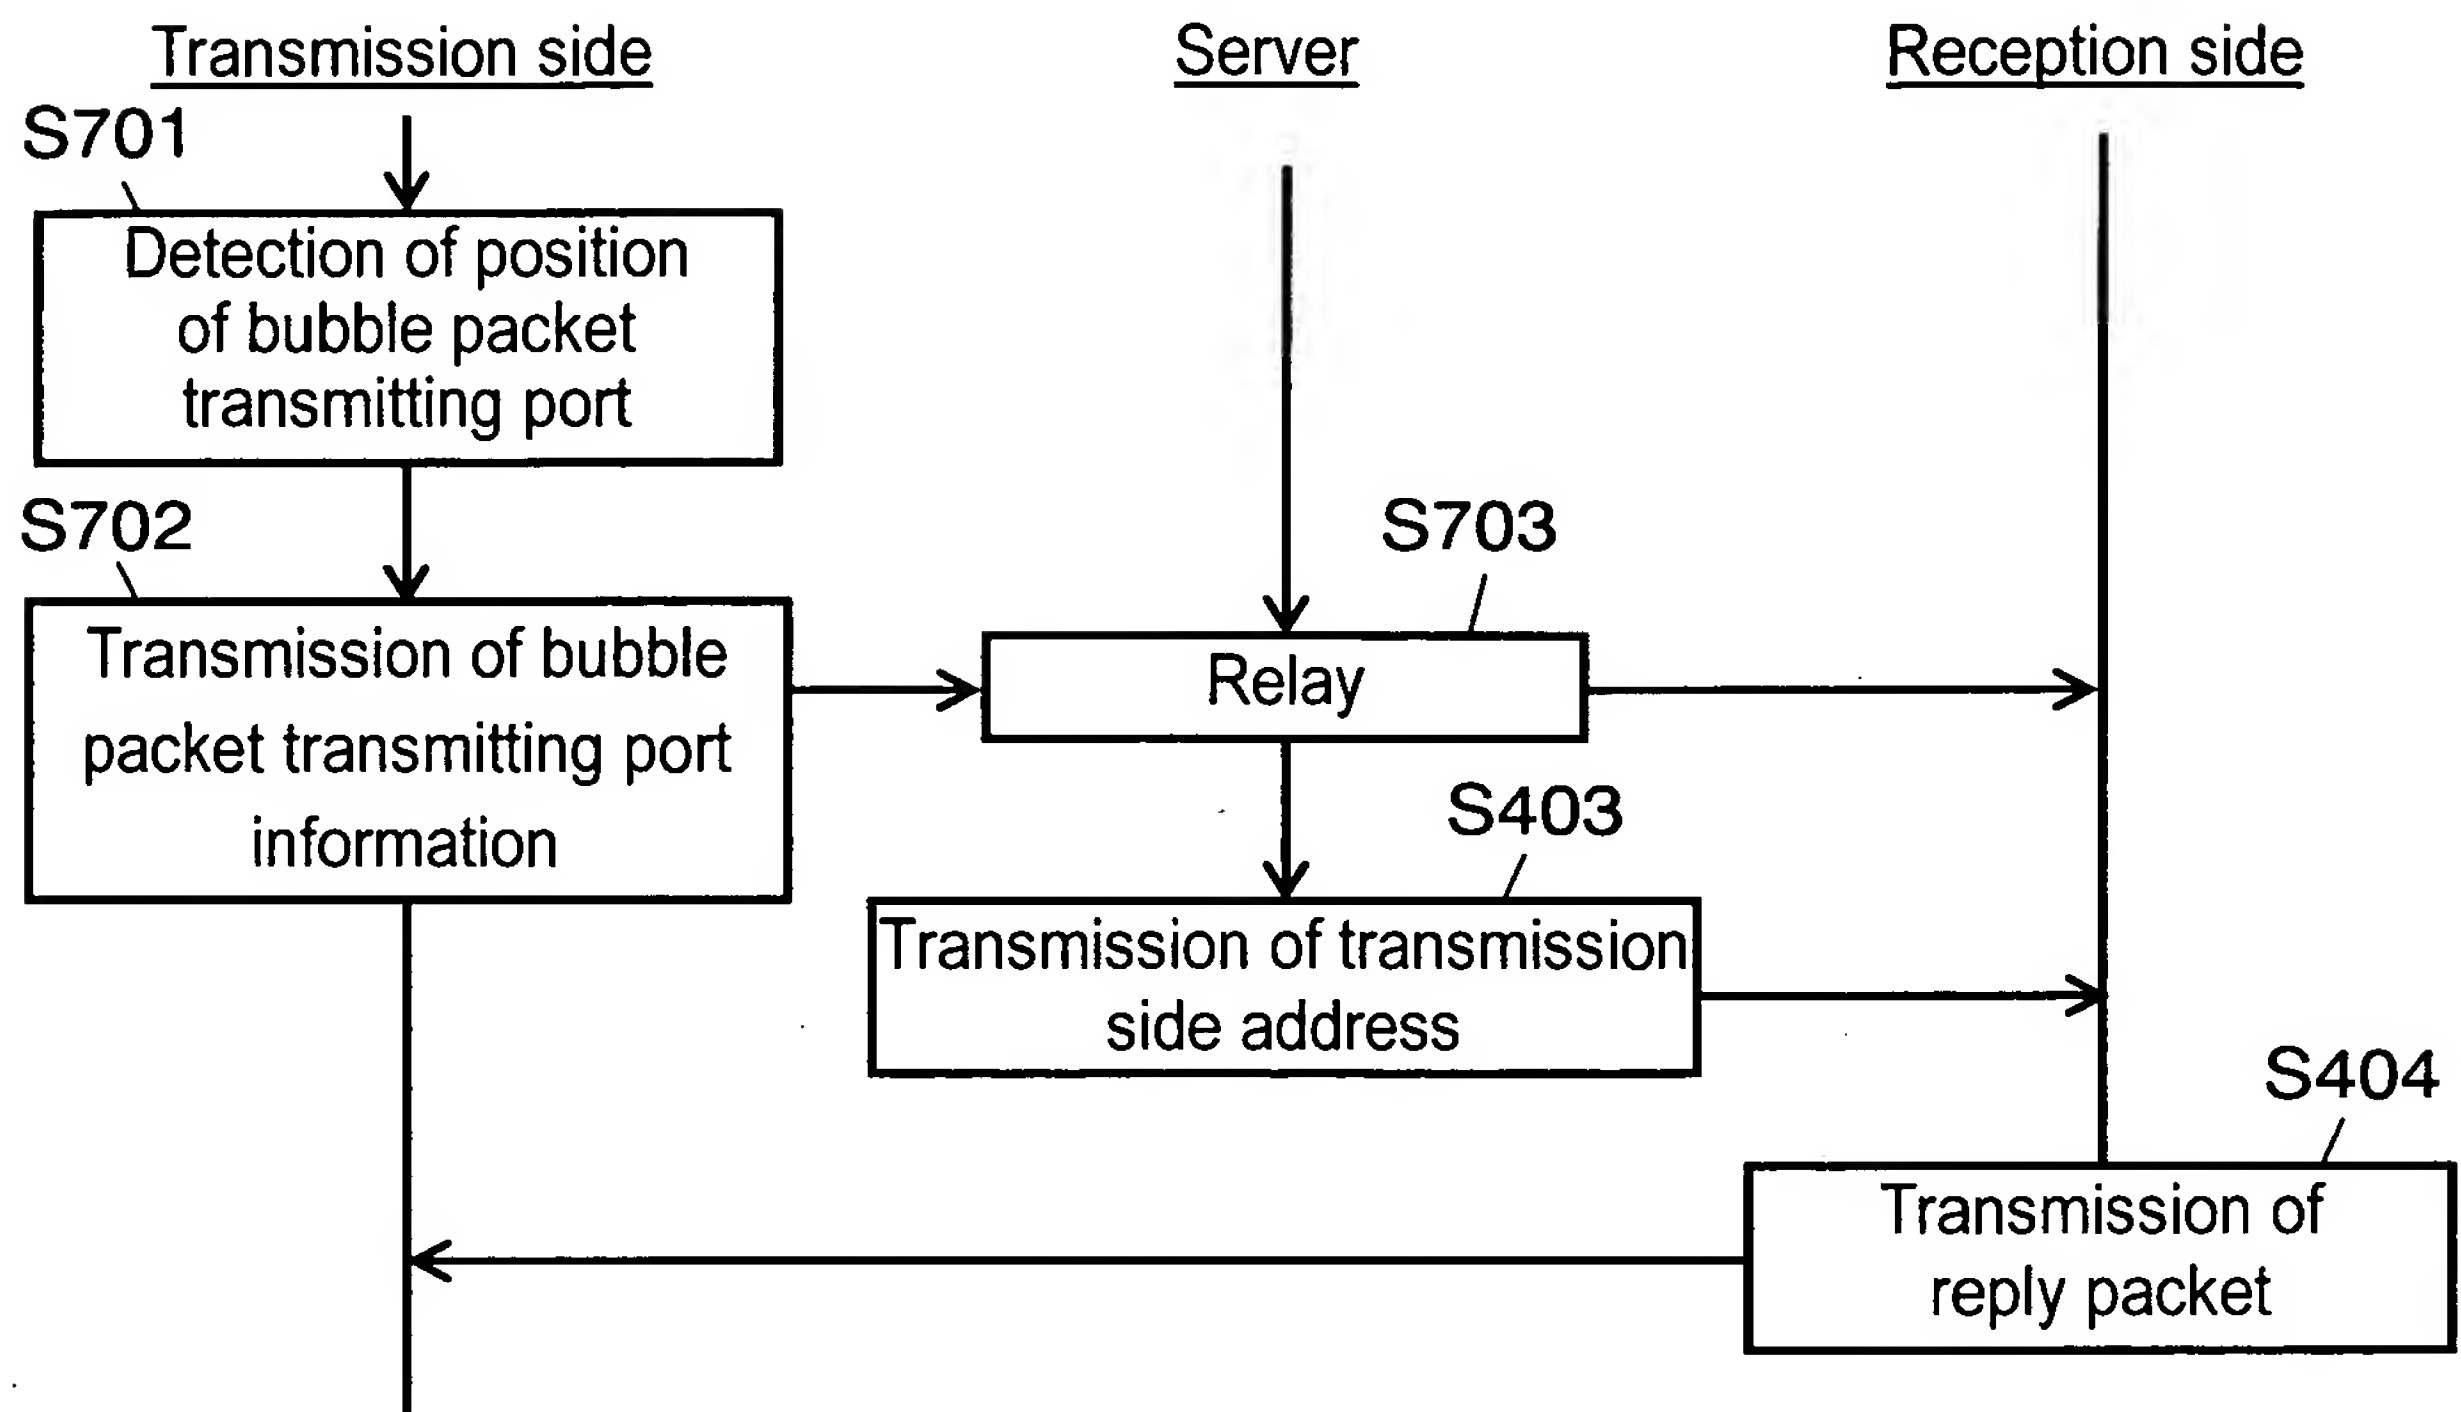 Transmission side
Server
Reception side
S701
Detection of position
of bubble packet
transmitting port
S702
Transmission of bubble
packet transmitting port
information
S703
Relay
S403
Transmission of transmission
side address
S404
Transmission of
reply packet